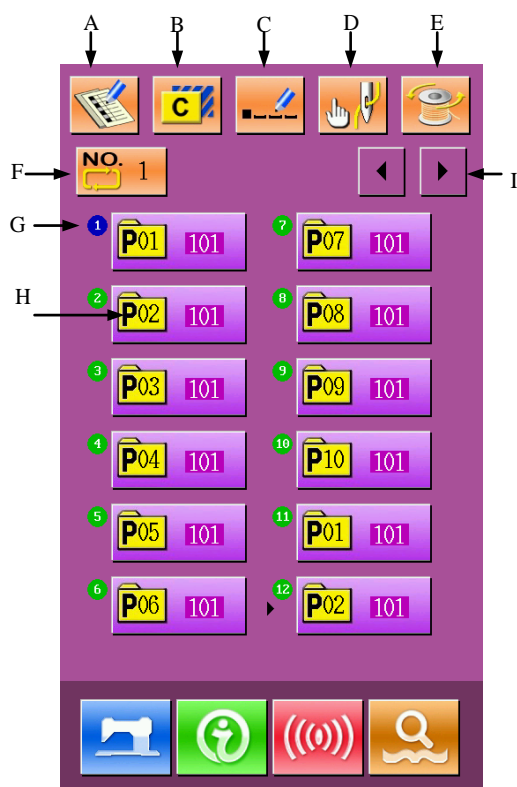 A B C D E
C
F NO. 1 I
G 1 P01 101 7 P07 101
H 2 P02 101 8 P08 101
3 P03 101 9 P09 101
4 P04 101 10 P10 101
5 P05 101 11 P01 101
6 P06 101 12 P02 101